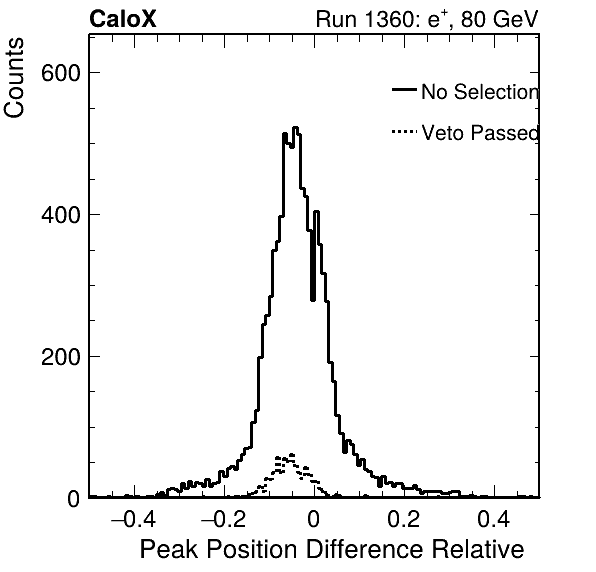 CaloX Run 1360: e⁺, 80 GeV
Counts
600
400
200
0
No Selection
Veto Passed
−0.4 −0.2 0 0.2 0.4
Peak Position Difference Relative